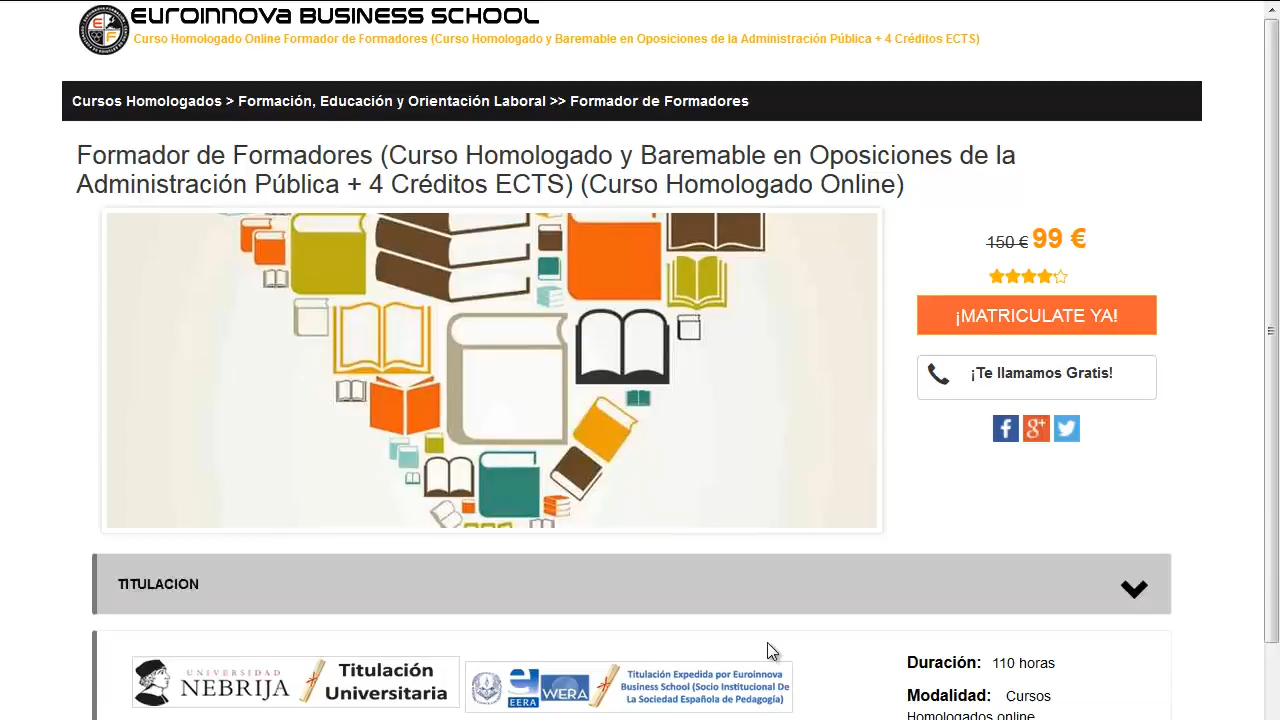 Euroinnova BUSINESS SCHOOL
Curso Homologado Online Formador de Formadores (Curso Homologado y Baremable en Oposiciones de la Administración Pública + 4 Créditos ECTS)
Cursos Homologados > Formación, Educación y Orientación Laboral >> Formador de Formadores
Formador de Formadores (Curso Homologado y Baremable en Oposiciones de la
Administración Pública + 4 Créditos ECTS) (Curso Homologado Online)
150 € 99 €
¡MATRICULATE YA!
¡Te llamamos Gratis!
TITULACION
UNIVERSIDAD
NEBRIJA
Titulación
Universitaria
EERA
WERA
Titulación Expedida por Euroinnova
Business School (Socio Institucional De
La Sociedad Española de Pedagogía)
Duración: 110 horas
Modalidad: Cursos
Homologados online